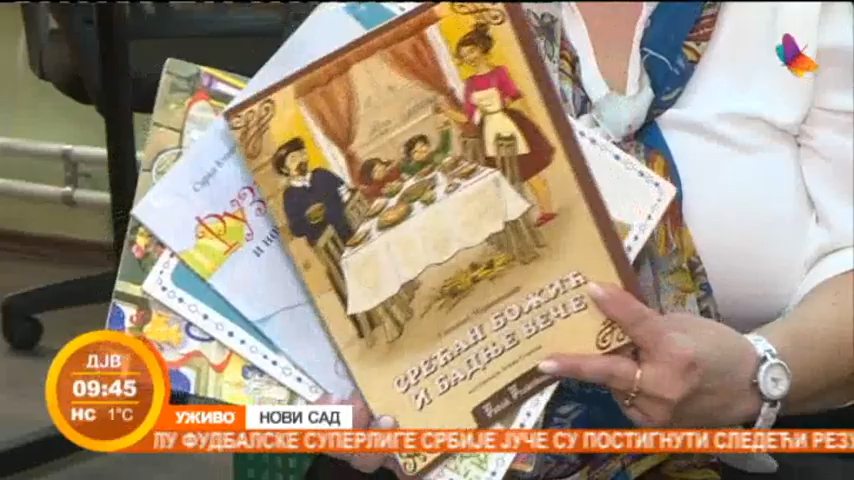 СРЕЋАН БОЖИЋ
И БАДЊЕ ВЕЧЕ
ДЈВ
09:45
НС 1°C
УЖИВО НОВИ САД
ЛУ ФУДБАЛСКЕ СУПЕРЛИГЕ СРБИЈЕ ЈУЧЕ СУ ПОСТИГНУТИ СЛЕДЕЋИ РЕЗУ